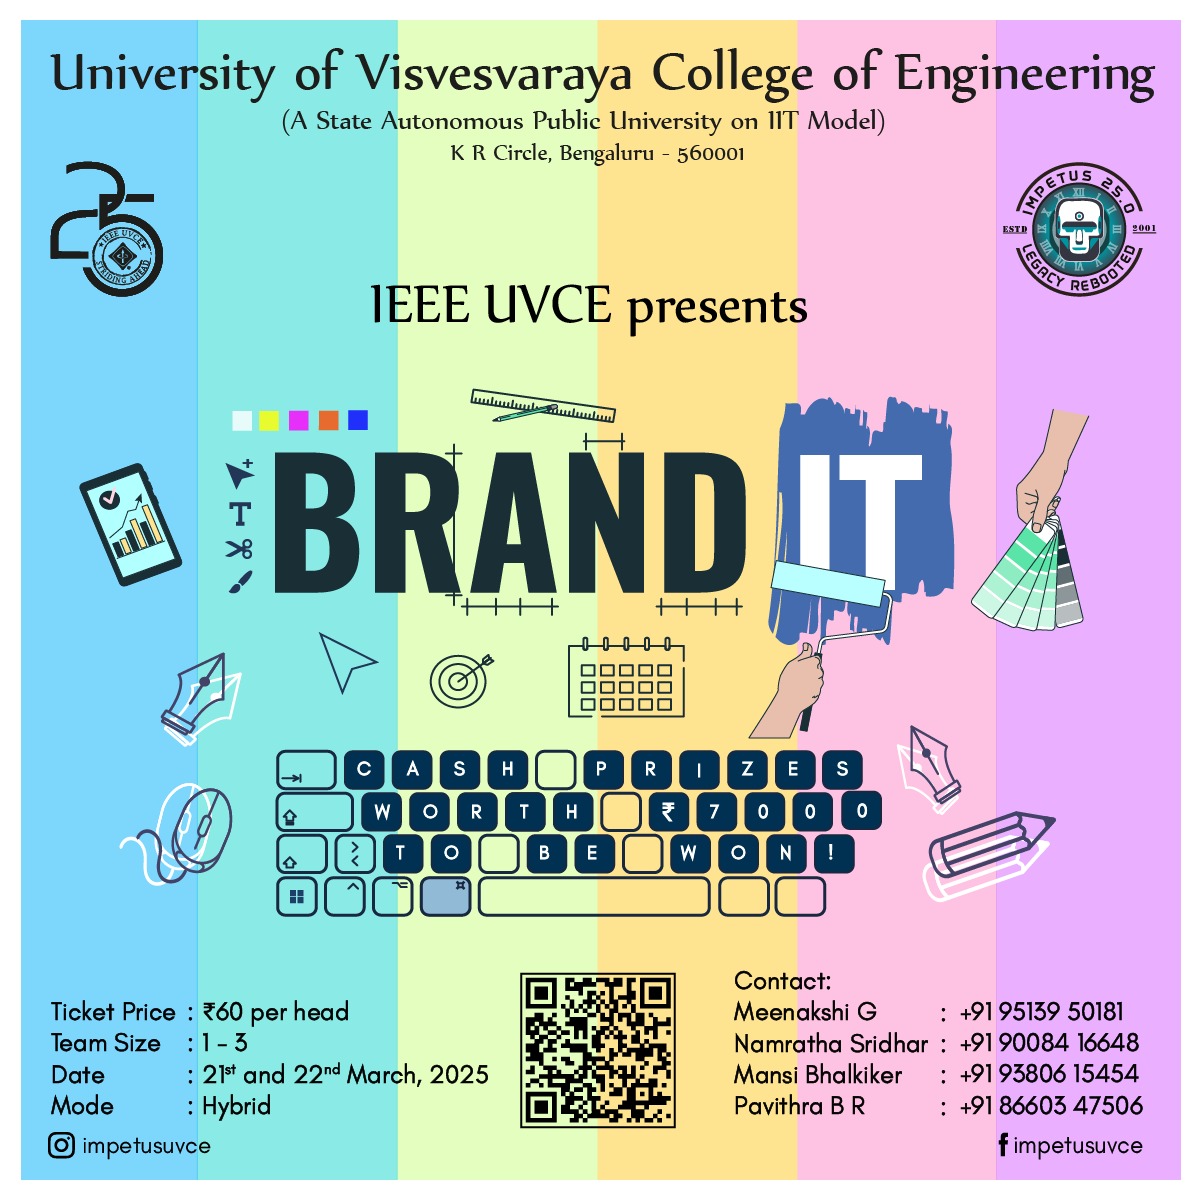 University of Visvesvaraya College of Engineering
(A State Autonomous Public University on IIT Model)
K R Circle, Bengaluru - 560001
25
IEEE UVCE
STRIDING AHEAD
IMPETUS 25.0
ESTD 2001
LEGACY REBOOTED
IEEE UVCE presents
T
BRAND IT
CASH PRIZES
WORTH ₹7000
TO BE WON!
Ticket Price : ₹60 per head
Team Size : 1 - 3
Date : 21st and 22nd March, 2025
Mode : Hybrid
impetusuvce
Contact:
Meenakshi G : +91 95139 50181
Namratha Sridhar : +91 90084 16648
Mansi Bhalkiker : +91 93806 15454
Pavithra B R : +91 86603 47506
impetusuvce